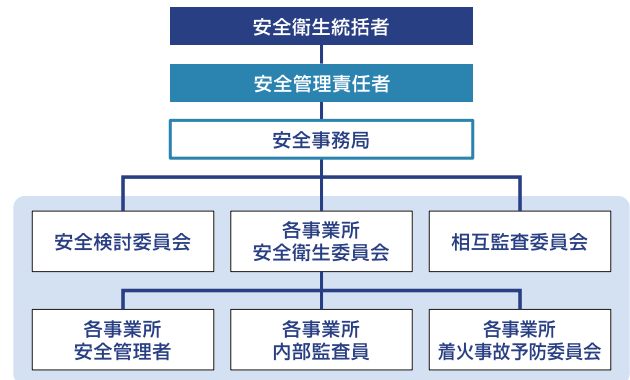 安全衛生統括者
安全管理責任者
安全事務局
安全検討委員会
各事業所
安全衛生委員会
相互監査委員会
各事業所
安全管理者
各事業所
内部監査員
各事業所
着火事故予防委員会